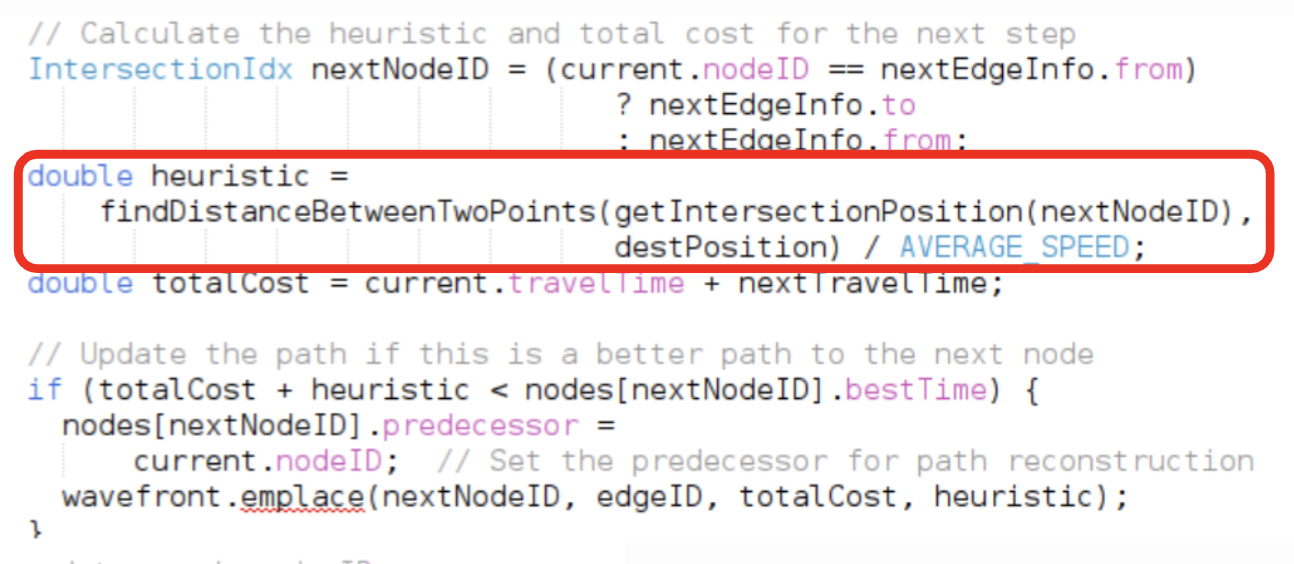 // Calculate the heuristic and total cost for the next step
IntersectionIdx nextNodeID = (current.nodeID == nextEdgeInfo.from)
? nextEdgeInfo.to
: nextEdgeInfo.from;
double heuristic =
findDistanceBetweenTwoPoints(getIntersectionPosition(nextNodeID),
destPosition) / AVERAGE_SPEED;
double totalCost = current.travelTime + nextTravelTime;
// Update the path if this is a better path to the next node
if (totalCost + heuristic < nodes[nextNodeID].bestTime) {
nodes[nextNodeID].predecessor =
current.nodeID;  // Set the predecessor for path reconstruction
wavefront.emplace(nextNodeID, edgeID, totalCost, heuristic);
}